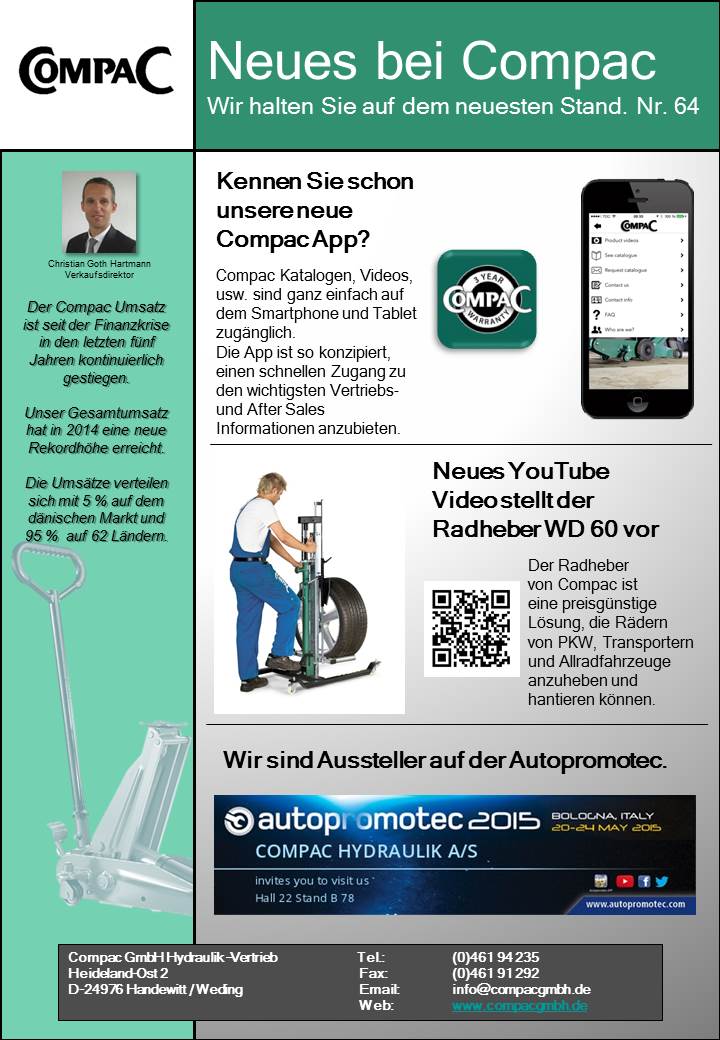 COMPAC
Neues bei Compac
Wir halten Sie auf dem neuesten Stand. Nr. 64
Christian Goth Hartmann
Verkaufsdirektor
Der Compac Umsatz
ist seit der Finanzkrise
in den letzten fünf
Jahren kontinuierlich
gestiegen.
Unser Gesamtumsatz
hat in 2014 eine neue
Rekordhöhe erreicht.
Die Umsätze verteilen
sich mit 5 % auf dem
dänischen Markt und
95 % auf 62 Ländern.
Kennen Sie schon
unsere neue
Compac App?
Compac Katalogen, Videos,
usw. sind ganz einfach auf
dem Smartphone und Tablet
zugänglich.
Die App ist so konzipiert,
einen schnellen Zugang zu
den wichtigsten Vertriebs-
und After Sales
Informationen anzubieten.
3 YEAR
COMPAC
WARRANTY
COMPAC
Product videos
See catalogue
Request catalogue
Contact us
Contact info
FAQ
Who are we?
Neues YouTube
Video stellt der
Radheber WD 60 vor
Der Radheber
von Compac ist
eine preisgünstige
Lösung, die Rädern
von PKW, Transportern
und Allradfahrzeuge
anzuheben und
hantieren können.
Wir sind Aussteller auf der Autopromotec.
autopromotec 2015 BOLOGNA, ITALY
20-24 MAY 2015
COMPAC HYDRAULIK A/S
invites you to visit us
Hall 22 Stand B 78
www.autopromotec.com
Compac GmbH Hydraulik-Vertrieb Tel.: (0)461 94 235
Heideland-Ost 2 Fax: (0)461 91 292
D-24976 Handewitt / Weding Email: info@compacgmbh.de
Web: www.compacgmbh.de